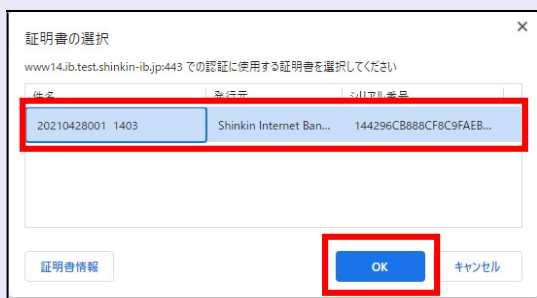 証明書の選択
www14.ib.test.shinkin-ib.jp:443 での認証に使用する証明書を選択してください
件名 発行元 シリアル番号
20210428001 1403 Shinkin Internet Ban... 144296CB888CF8C9FAEB...
証明書情報 OK キャンセル